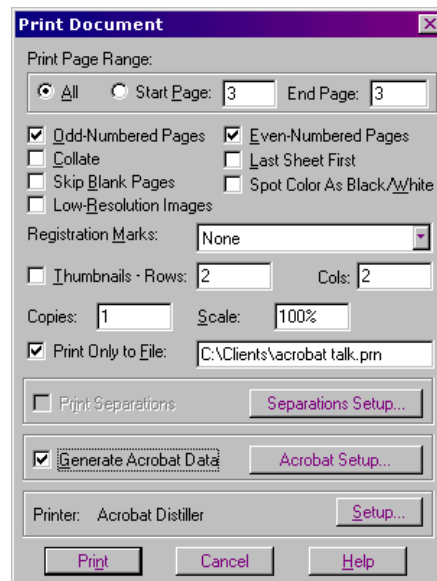 Print Document
Print Page Range:
All Start Page: 3 End Page: 3
Odd-Numbered Pages Even-Numbered Pages
Collate Last Sheet First
Skip Blank Pages Spot Color As Black/White
Low-Resolution Images
Registration Marks: None
Thumbnails - Rows: 2 Cols: 2
Copies: 1 Scale: 100%
Print Only to File: C:\Clients\acrobat talk.prn
Print Separations Separations Setup...
Generate Acrobat Data Acrobat Setup...
Printer: Acrobat Distiller Setup...
Print Cancel Help